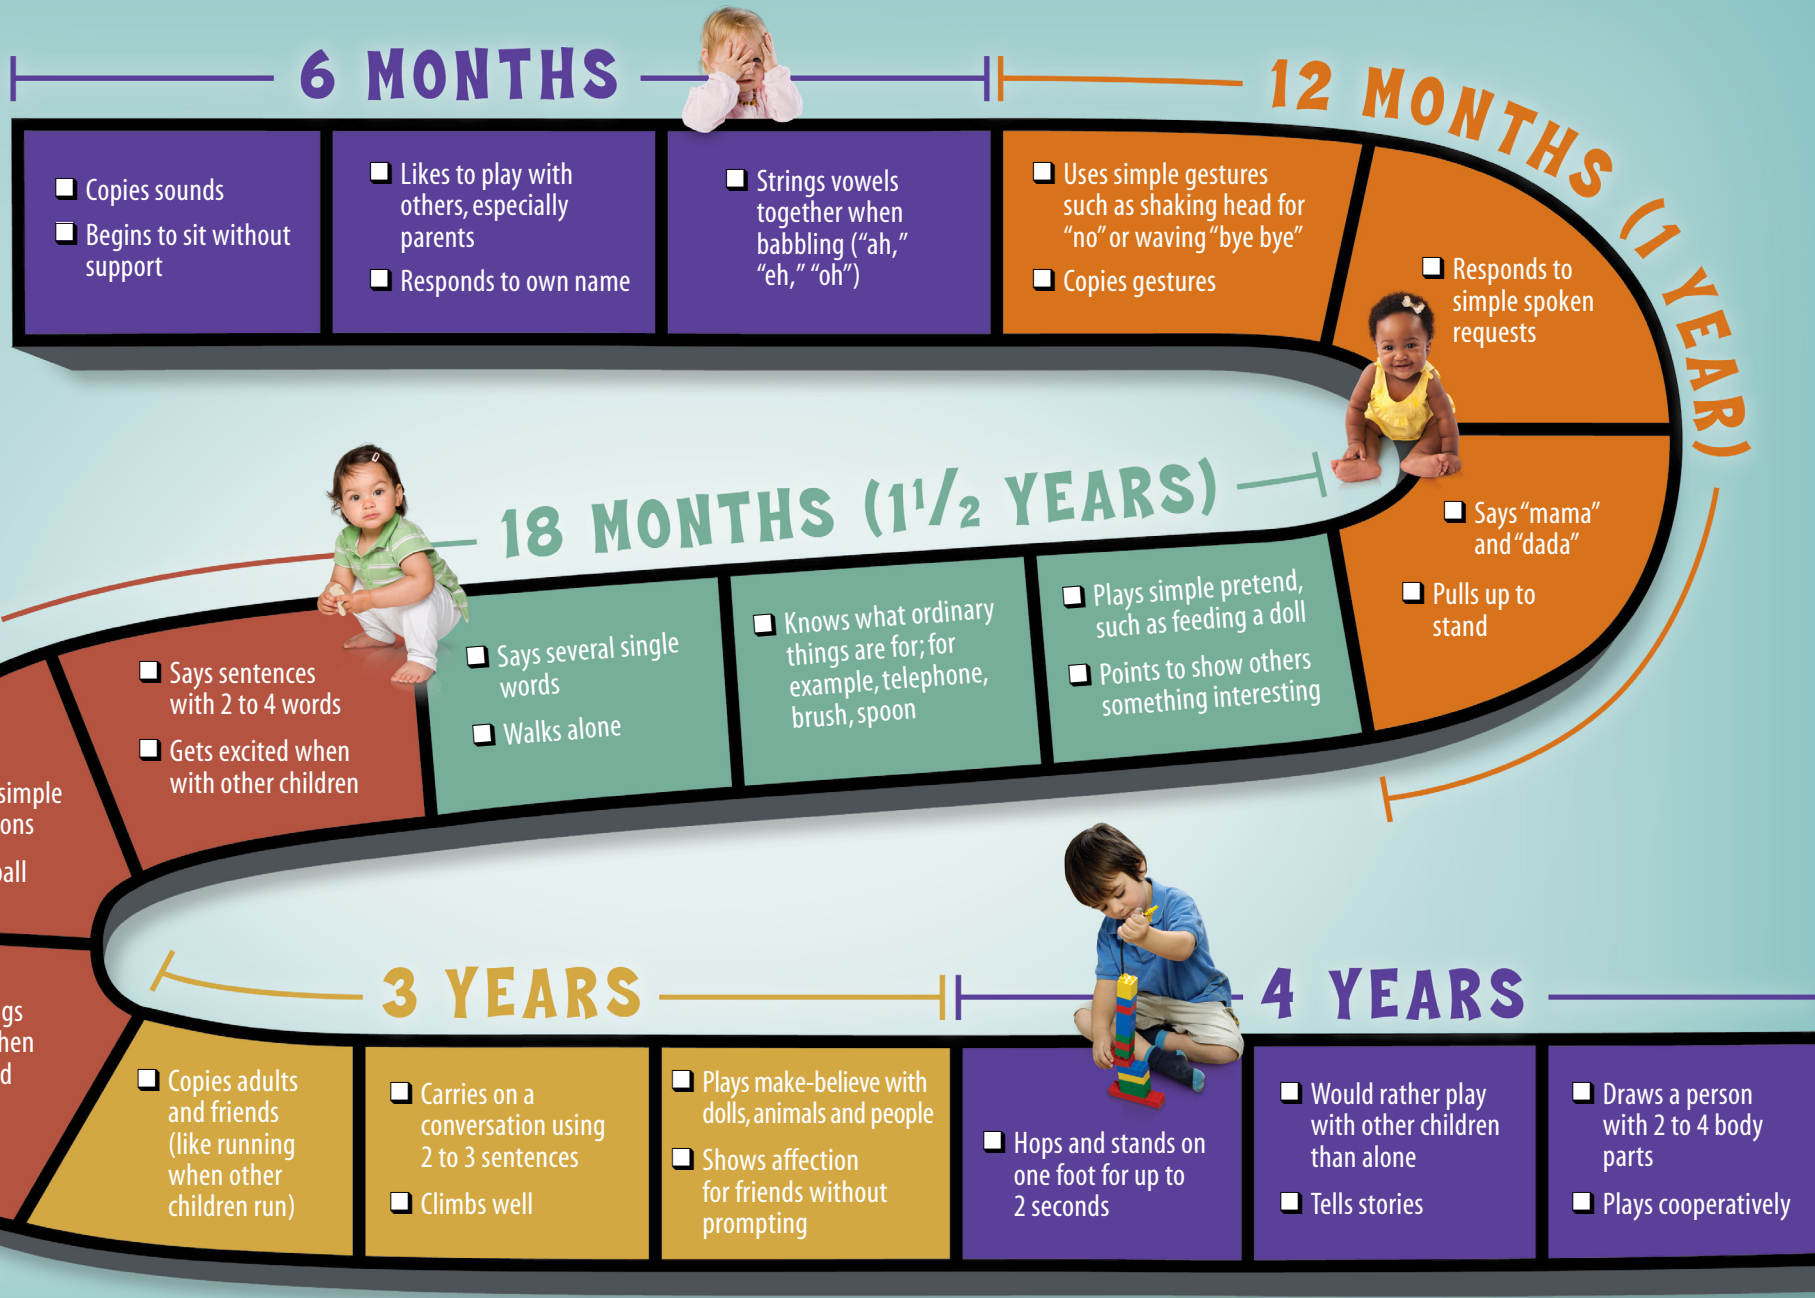 6 MONTHS
12 MONTHS (1 YEAR)
Copies sounds
Begins to sit without
support
Likes to play with
others, especially
parents
Responds to own name
Strings vowels
together when
babbling (“ah,”
“eh,” “oh”)
Uses simple gestures
such as shaking head for
“no” or waving “bye bye”
Copies gestures
Responds to
simple spoken
requests
Says “mama”
and “dada”
Pulls up to
stand
18 MONTHS (1 1/2 YEARS)
Plays simple pretend,
such as feeding a doll
Points to show others
something interesting
Knows what ordinary
things are for; for
example, telephone,
brush, spoon
Says several single
words
Walks alone
Says sentences
with 2 to 4 words
Gets excited when
with other children
simple
3 YEARS
Copies adults
and friends
(like running
when other
children run)
Carries on a
conversation using
2 to 3 sentences
Climbs well
Plays make-believe with
dolls, animals and people
Shows affection
for friends without
prompting
4 YEARS
Hops and stands on
one foot for up to
2 seconds
Would rather play
with other children
than alone
Tells stories
Draws a person
with 2 to 4 body
parts
Plays cooperatively